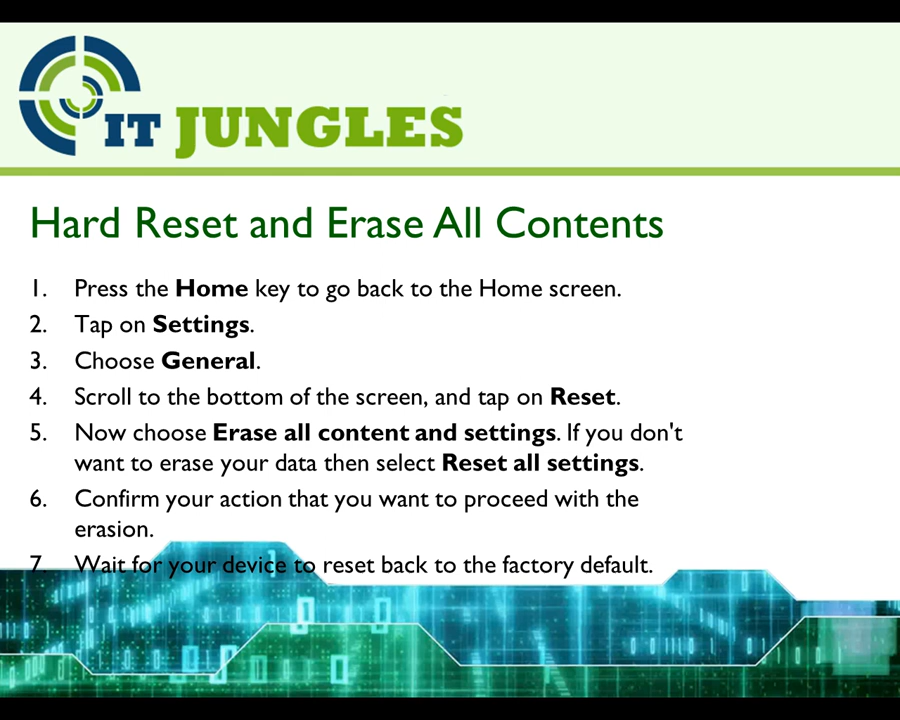 IT JUNGLES
Hard Reset and Erase All Contents
1. Press the Home key to go back to the Home screen.
2. Tap on Settings.
3. Choose General.
4. Scroll to the bottom of the screen, and tap on Reset.
5. Now choose Erase all content and settings. If you don't
want to erase your data then select Reset all settings.
6. Confirm your action that you want to proceed with the
erasion.
7. Wait for your device to reset back to the factory default.